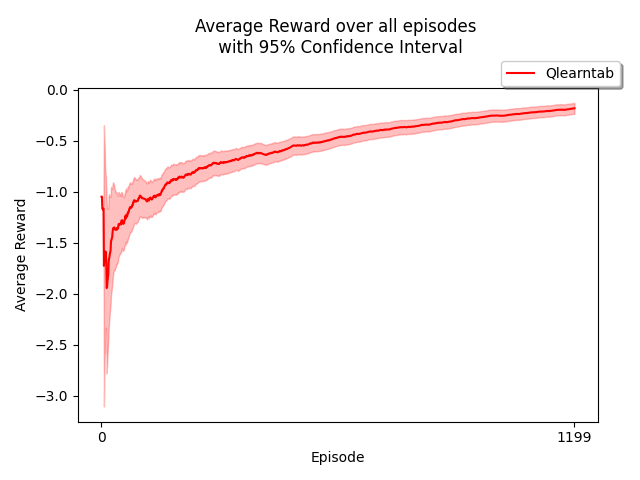 Average Reward over all episodes
with 95% Confidence Interval
Qlearntab
0.0
−0.5
−1.0
−1.5
−2.0
−2.5
−3.0
Average Reward
0
1199
Episode